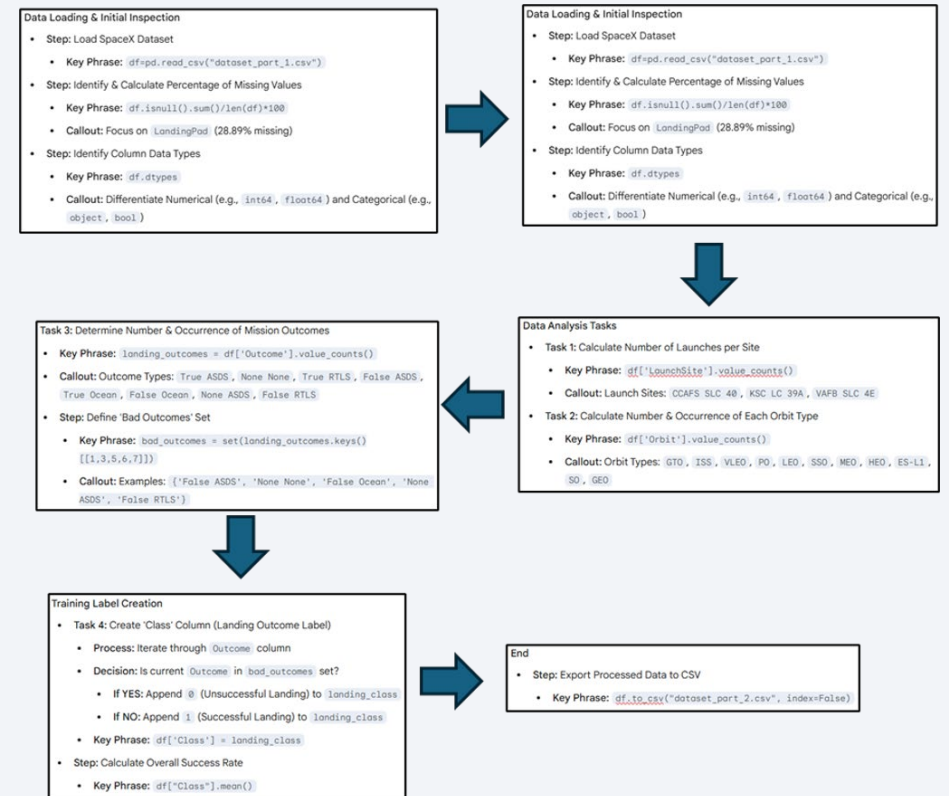 Data Loading & Initial Inspection
• Step: Load SpaceX Dataset
• Key Phrase: df=pd.read_csv("dataset_part_1.csv")
• Step: Identify & Calculate Percentage of Missing Values
• Key Phrase: df.isnull().sum()/len(df)*100
• Callout: Focus on LandingPad (28.89% missing)
• Step: Identify Column Data Types
• Key Phrase: df.dtypes
• Callout: Differentiate Numerical (e.g., int64, float64) and Categorical (e.g.,
object, bool)
Data Loading & Initial Inspection
• Step: Load SpaceX Dataset
• Key Phrase: df=pd.read_csv("dataset_part_1.csv")
• Step: Identify & Calculate Percentage of Missing Values
• Key Phrase: df.isnull().sum()/len(df)*100
• Callout: Focus on LandingPad (28.89% missing)
• Step: Identify Column Data Types
• Key Phrase: df.dtypes
• Callout: Differentiate Numerical (e.g., int64, float64) and Categorical (e.g.,
object, bool)
Data Analysis Tasks
• Task 1: Calculate Number of Launches per Site
• Key Phrase: df['LaunchSite'].value_counts()
• Callout: Launch Sites: CCAFS SLC 40, KSC LC 39A, VAFB SLC 4E
• Task 2: Calculate Number & Occurrence of Each Orbit Type
• Key Phrase: df['Orbit'].value_counts()
• Callout: Orbit Types: GTO, ISS, VLEO, PO, LEO, SSO, MEO, HEO, ES-L1,
SO, GEO
Task 3: Determine Number & Occurrence of Mission Outcomes
• Key Phrase: landing_outcomes = df['Outcome'].value_counts()
• Callout: Outcome Types: True ASDS, None None, True RTLS, False ASDS,
True Ocean, False Ocean, None ASDS, False RTLS
• Step: Define 'Bad Outcomes' Set
• Key Phrase: bad_outcomes = set(landing_outcomes.keys()
[[1,3,5,6,7]])
• Callout: Examples: {'False ASDS', 'None None', 'False Ocean', 'None
ASDS', 'False RTLS'}
Training Label Creation
• Task 4: Create 'Class' Column (Landing Outcome Label)
• Process: Iterate through Outcome column
• Decision: Is current Outcome in bad_outcomes set?
• If YES: Append 0 (Unsuccessful Landing) to landing_class
• If NO: Append 1 (Successful Landing) to landing_class
• Key Phrase: df['Class'] = landing_class
• Step: Calculate Overall Success Rate
• Key Phrase: df["Class"].mean()
End
• Step: Export Processed Data to CSV
• Key Phrase: df.to_csv("dataset_part_2.csv", index=False)